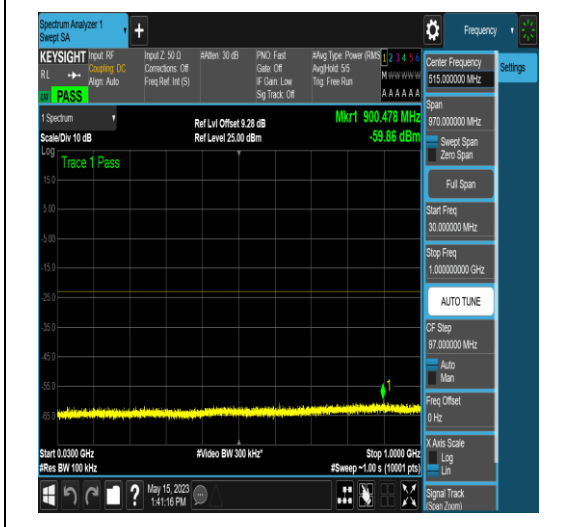 Spectrum Analyzer 1
Swept SA
+
Frequency
KEYSIGHT
RL
Input: RF
Coupling: DC
Align: Auto
Input Z: 50 Ω
Corrections: Off
Freq Ref: Int (S)
#Atten: 30 dB
PNO: Fast
Gate: Off
IF Gain: Low
Sig Track: Off
#Avg Type: Power (RMS)
Avg|Hold: 5/5
Trig: Free Run
1 2 3 4 5 6
M W W W W W
A A A A A A
PASS
1 Spectrum
Scale/Div 10 dB
Ref Lvl Offset 9.28 dB
Ref Level 25.00 dBm
Mkr1 900.478 MHz
-59.86 dBm
Log
Trace 1 Pass
15.0
5.00
-5.00
-15.0
-25.0
-35.0
-45.0
-55.0
-65.0
1
Start 0.0300 GHz
#Res BW 100 kHz
#Video BW 300 kHz*
Stop 1.0000 GHz
#Sweep ~1.00 s (10001 pts)
Center Frequency
515.000000 MHz
Settings
Span
970.000000 MHz
Swept Span
Zero Span
Full Span
Start Freq
30.000000 MHz
Stop Freq
1.000000000 GHz
AUTO TUNE
CF Step
97.000000 MHz
Auto
Man
Freq Offset
0 Hz
X Axis Scale
Log
Lin
Signal Track
(Span Zoom)
?
May 15, 2023
1:41:16 PM